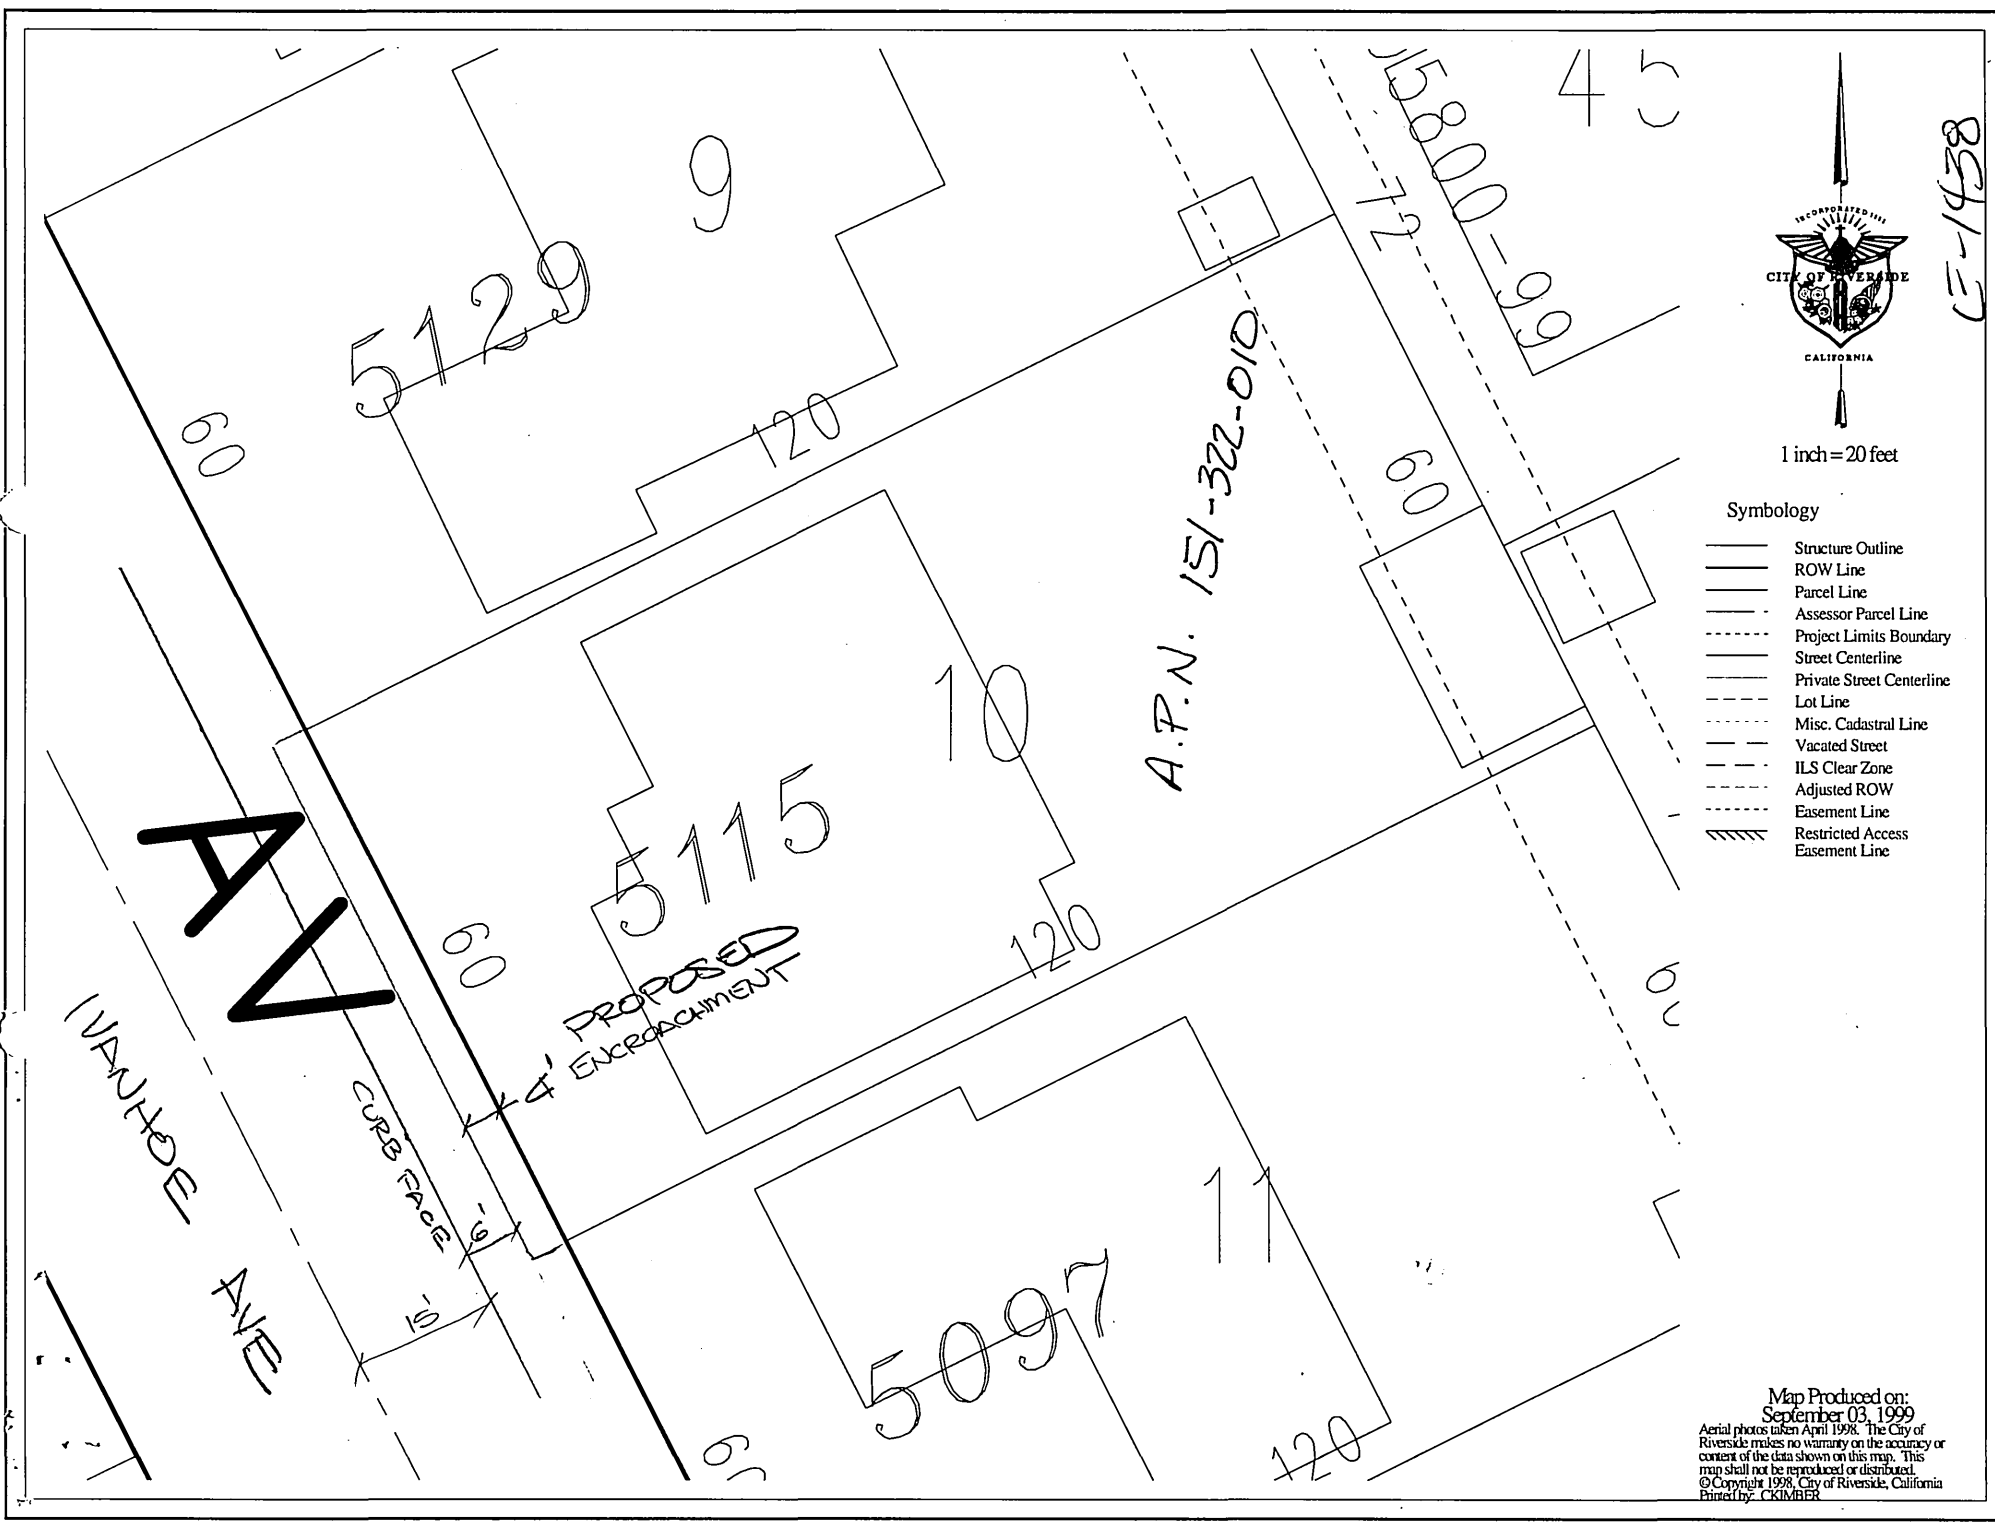 9
5129
60
120
10
5115
60
120
A.P.N. 151-322-010
60
72
515800-99
45
4' PROPOSED
ENCROACHMENT
AV
IVANHOE AVE
CURB FACE
6'
15'
11
5097
120
CE-1438
INCORPORATED 1883
CITY OF RIVERSIDE
CALIFORNIA
1 inch = 20 feet
Symbology
Structure Outline
ROW Line
Parcel Line
Assessor Parcel Line
Project Limits Boundary
Street Centerline
Private Street Centerline
Lot Line
Misc. Cadastral Line
Vacated Street
ILS Clear Zone
Adjusted ROW
Easement Line
Restricted Access
Easement Line
Map Produced on:
September 03, 1999
Aerial photos taken April 1998. The City of
Riverside makes no warranty on the accuracy or
content of the data shown on this map. This
map shall not be reproduced or distributed.
© Copyright 1998, City of Riverside, California
Printed by: CKIMBER